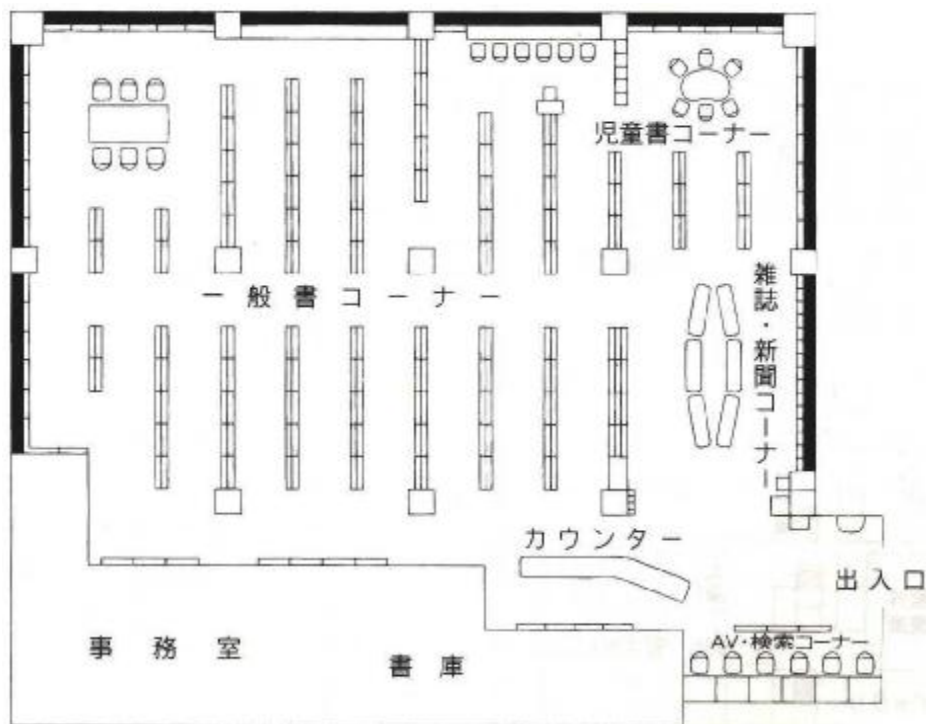 児童書コーナー
一般書コーナー
雑誌・新聞コーナー
カウンター
出入口
AV・検索コーナー
事務室
書庫